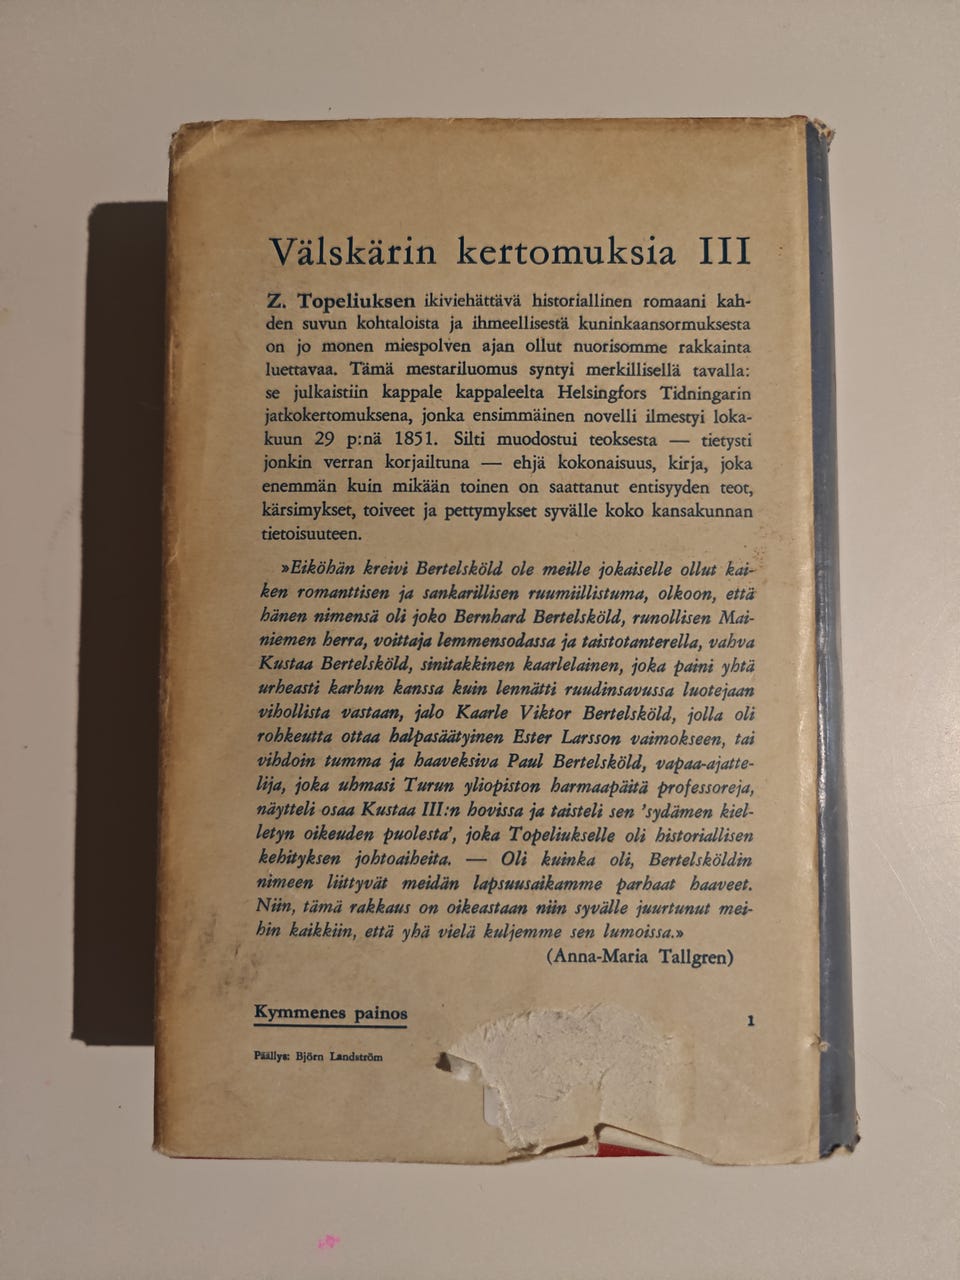 Välskärin kertomuksia III
Z. Topeliuksen ikiviehättävä historiallinen romaani kah-
den suvun kohtaloista ja ihmeellisestä kuninkaansormuksesta
on jo monen miespolven ajan ollut nuorisomme rakkainta
luettavaa. Tämä mestariluomus syntyi merkillisellä tavalla:
se julkaistiin kappale kappaleelta Helsingfors Tidningarin
jatkokertomuksena, jonka ensimmäinen novelli ilmestyi loka-
kuun 29 p:nä 1851. Silti muodostui teoksesta — tietysti
jonkin verran korjailtuna — ehjä kokonaisuus, kirja, joka
enemmän kuin mikään toinen on saattanut entisyyden teot,
kärsimykset, toiveet ja pettymykset syvälle koko kansakunnan
tietoisuuteen.
»Eiköhän kreivi Bertelsköld ole meille jokaiselle ollut kai-
ken romanttisen ja sankarillisen ruumiillistuma, olkoon, että
hänen nimensä oli joko Bernhard Bertelsköld, runollisen Mai-
niemen herra, voittaja lemmensodassa ja taistotanterella, vahva
Kustaa Bertelsköld, sinitakkinen kaarlelainen, joka paini yhtä
urheasti karhun kanssa kuin lennätti ruudinsavussa luotejaan
vihollista vastaan, jalo Kaarle Viktor Bertelsköld, jolla oli
rohkeutta ottaa halpasäätyinen Ester Larsson vaimokseen, tai
vihdoin tumma ja haaveksiva Paul Bertelsköld, vapaa-ajatte-
lija, joka uhmasi Turun yliopiston harmaapäitä professoreja,
näytteli osaa Kustaa III:n hovissa ja taisteli sen 'sydämen kiel-
letyn oikeuden puolesta', joka Topeliukselle oli historiallisen
kehityksen johtoaiheita. — Oli kuinka oli, Bertelsköldin
nimeen liittyvät meidän lapsuusaikamme parhaat haaveet.
Niin, tämä rakkaus on oikeastaan niin syvälle juurtunut mei-
hin kaikkiin, että yhä vielä kuljemme sen lumoissa.»
(Anna-Maria Tallgren)
Kymmenes painos
1
Päällys: Björn Landström